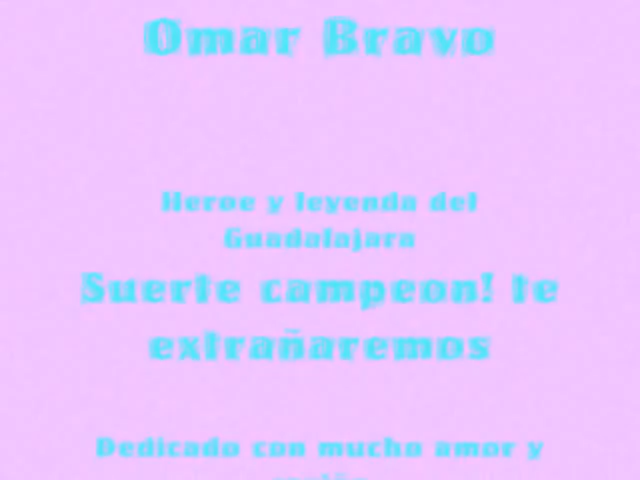 Omar Bravo
Heroe y leyenda del
Guadalajara
Suerte campeon! te
extrañaremos
Dedicado con mucho amor y